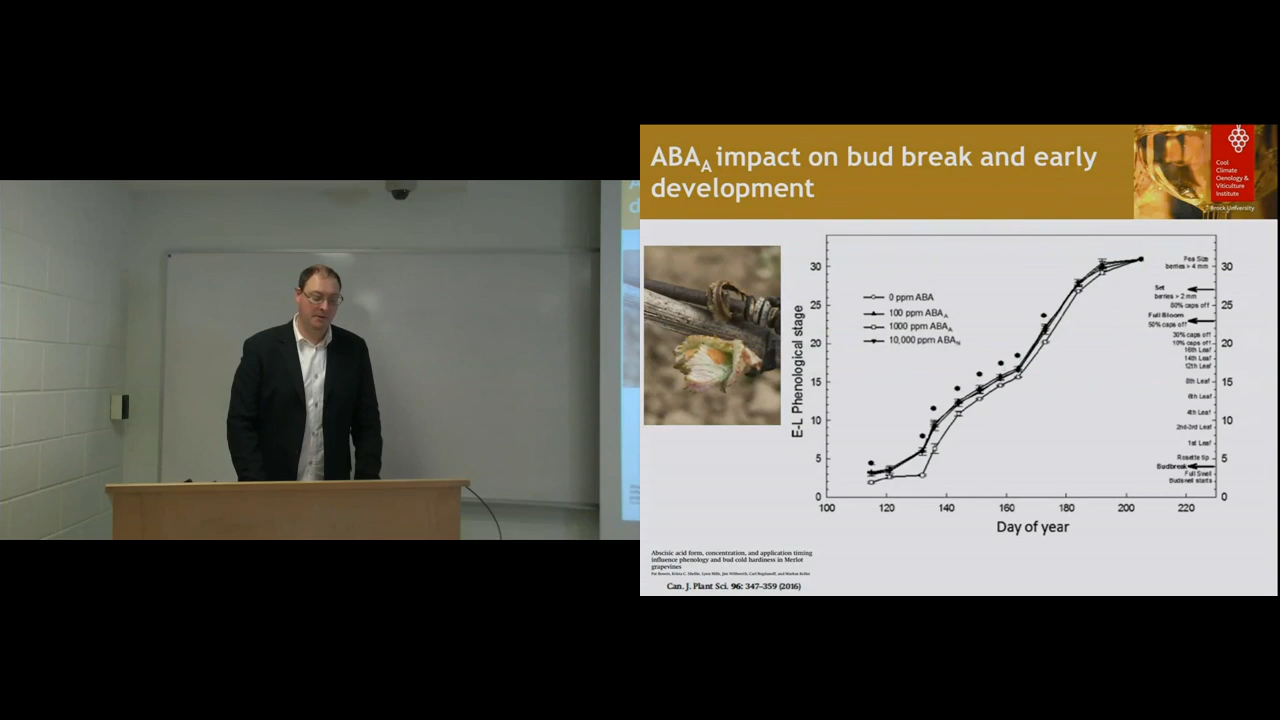 ABAA impact on bud break and early
development
Cool
Climate
Oenology &
Viticulture
Institute
Brock University
E-L Phenological stage
30
25
20
15
10
5
0
0 ppm ABA
100 ppm ABAA
1000 ppm ABAA
10,000 ppm ABAN
Pea Size
berries > 4 mm
Set
berries > 2 mm
80% caps off
Full Bloom
50% caps off
30% caps off
10% caps off
16th Leaf
14th Leaf
12th Leaf
8th Leaf
6th Leaf
4th Leaf
2nd-3rd Leaf
1st Leaf
Rosette tip
Budbreak
Full Swell
Budswell starts
30
25
20
15
10
5
0
100 120 140 160 180 200 220
Day of year
Abscisic acid form, concentration, and application timing
influence phenology and bud cold hardiness in Merlot
grapevines
Can. J. Plant Sci. 96: 347–359 (2016)